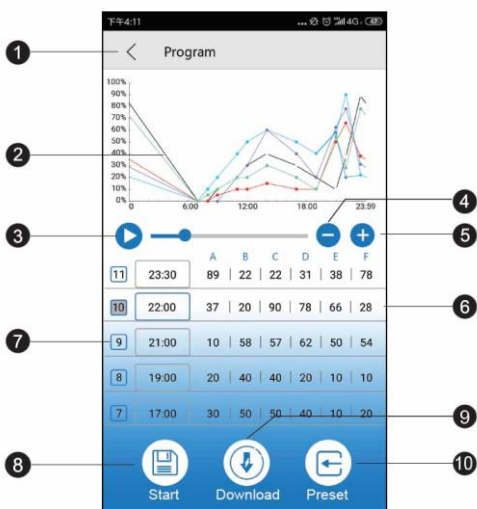 下午4:11 ... 4G 62
1
< Program
100%
90%
80%
70%
60%
50%
40%
30%
20%
10%
0%
0 6:00 12:00 18:00 23:59
2
3
4
5
A B C D E F
11 23:30 89 | 22 | 22 | 31 | 38 | 78
10 22:00 37 | 20 | 90 | 78 | 66 | 28
6
7
9 21:00 10 | 58 | 57 | 62 | 50 | 54
8 19:00 20 | 40 | 40 | 20 | 10 | 10
7 17:00 30 | 50 | 50 | 40 | 10 | 20
9
8
10
Start Download Preset